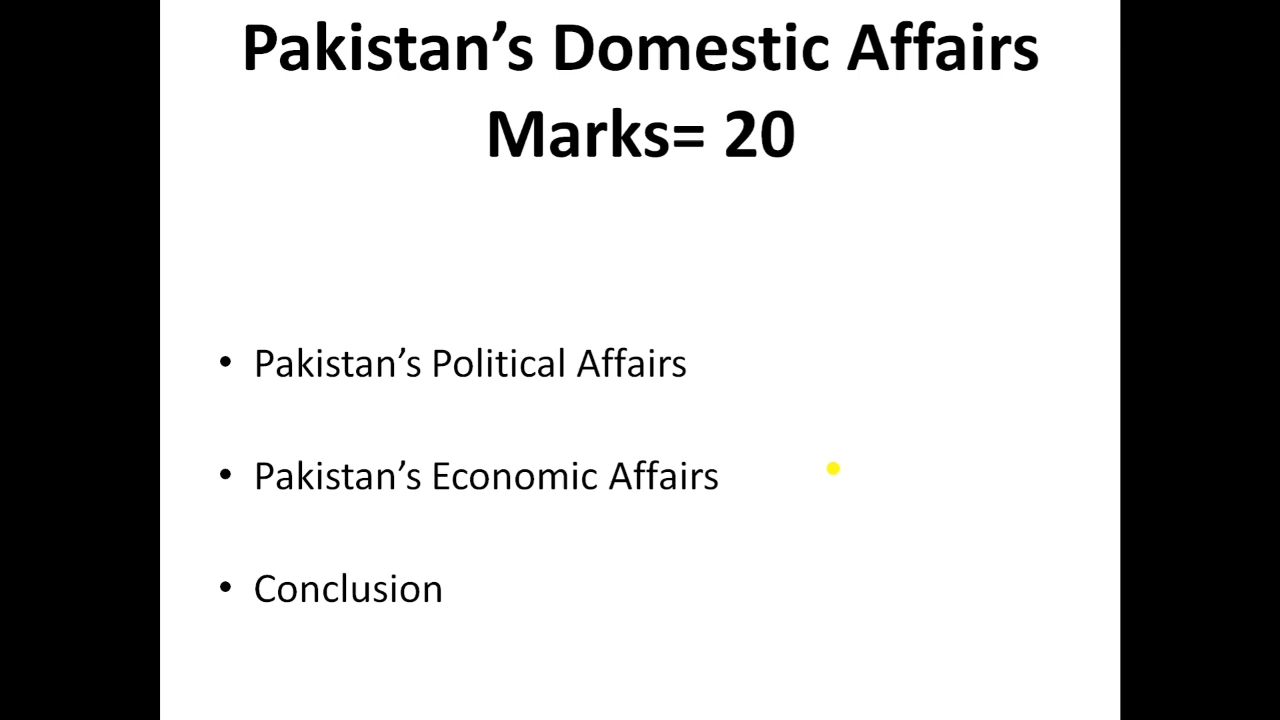 Pakistan’s Domestic Affairs
Marks= 20
• Pakistan’s Political Affairs
• Pakistan’s Economic Affairs
• Conclusion